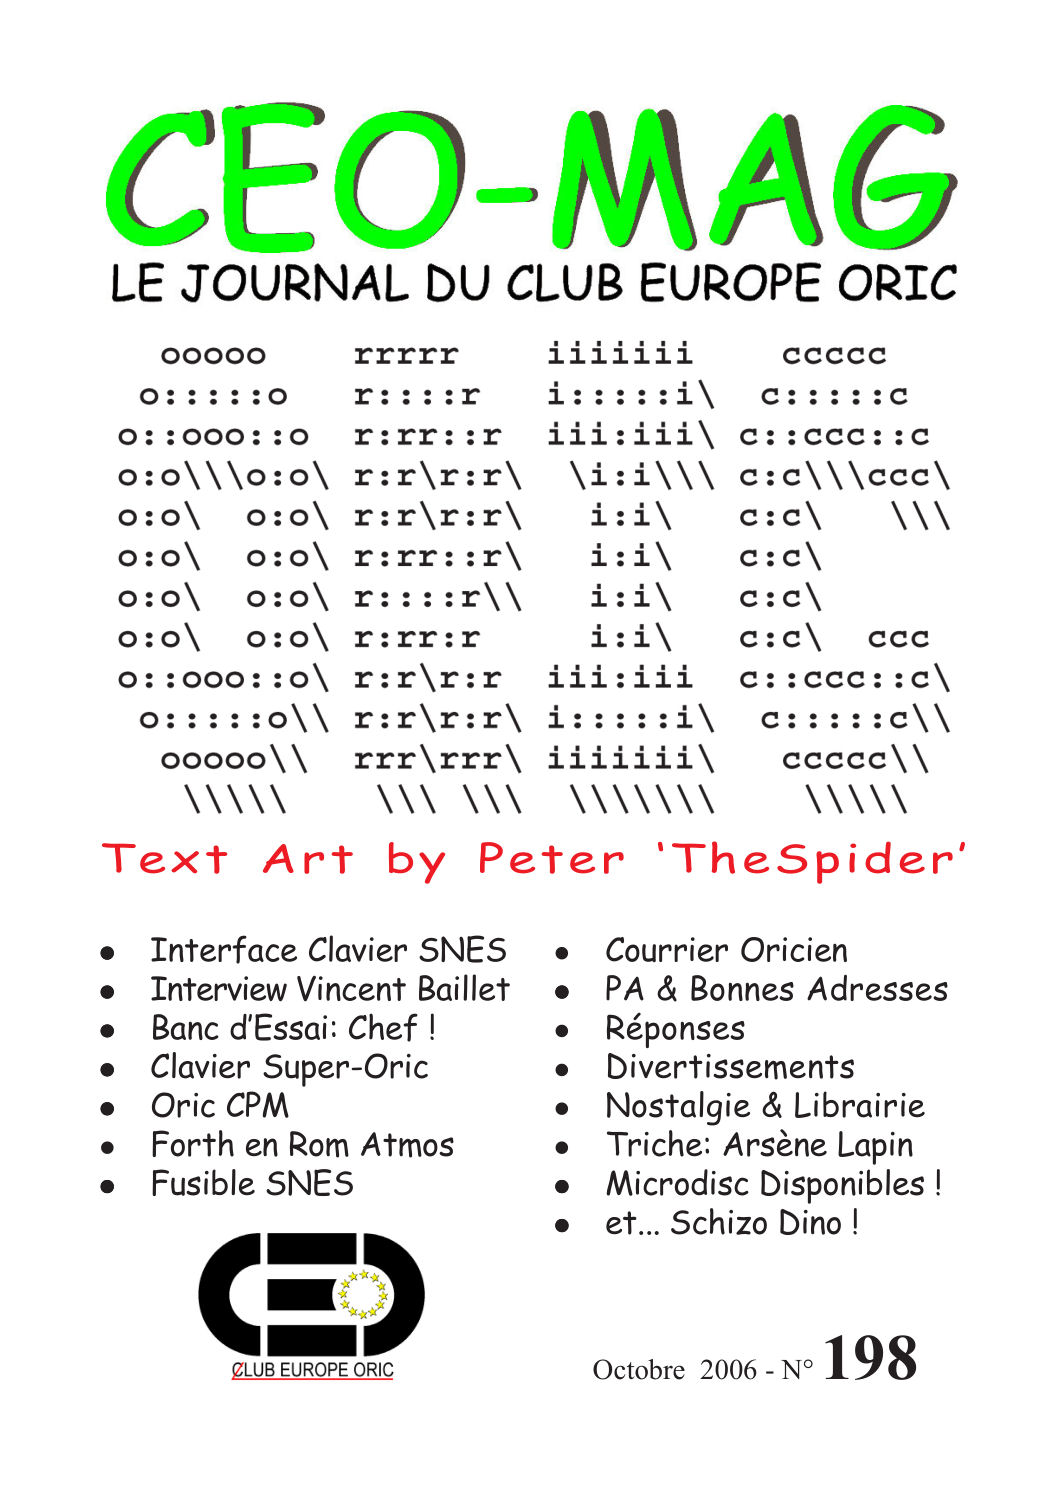 CEO-MAG
LE JOURNAL DU CLUB EUROPE ORIC
  ooooo    rrrrr    iiiiiii    ccccc
 o:::::o   r::::r   i:::::i\  c:::::c
o::ooo::o  r:rr::r  iii:iii\ c::ccc::c
o:o\\\o:o\ r:r\r:r\  \i:i\\\ c:c\\\ccc\
o:o\  o:o\ r:r\r:r\   i:i\   c:c\   \\\
o:o\  o:o\ r:rr::r\   i:i\   c:c\
o:o\  o:o\ r::::r\\   i:i\   c:c\
o:o\  o:o\ r:rr:r     i:i\   c:c\  ccc
o::ooo::o\ r:r\r:r  iii:iii  c::ccc::c\
 o:::::o\\ r:r\r:r\ i:::::i\  c:::::c\\
  ooooo\\  rrr\rrr\ iiiiiii\   ccccc\\
   \\\\\    \\\ \\\  \\\\\\\    \\\\\
Text Art by Peter ‘TheSpider’
• Interface Clavier SNES
• Interview Vincent Baillet
• Banc d’Essai: Chef !
• Clavier Super-Oric
• Oric CPM
• Forth en Rom Atmos
• Fusible SNES
• Courrier Oricien
• PA & Bonnes Adresses
• Réponses
• Divertissements
• Nostalgie & Librairie
• Triche: Arsène Lapin
• Microdisc Disponibles !
• et... Schizo Dino !
CEO
CLUB EUROPE ORIC
Octobre 2006 - N° 198